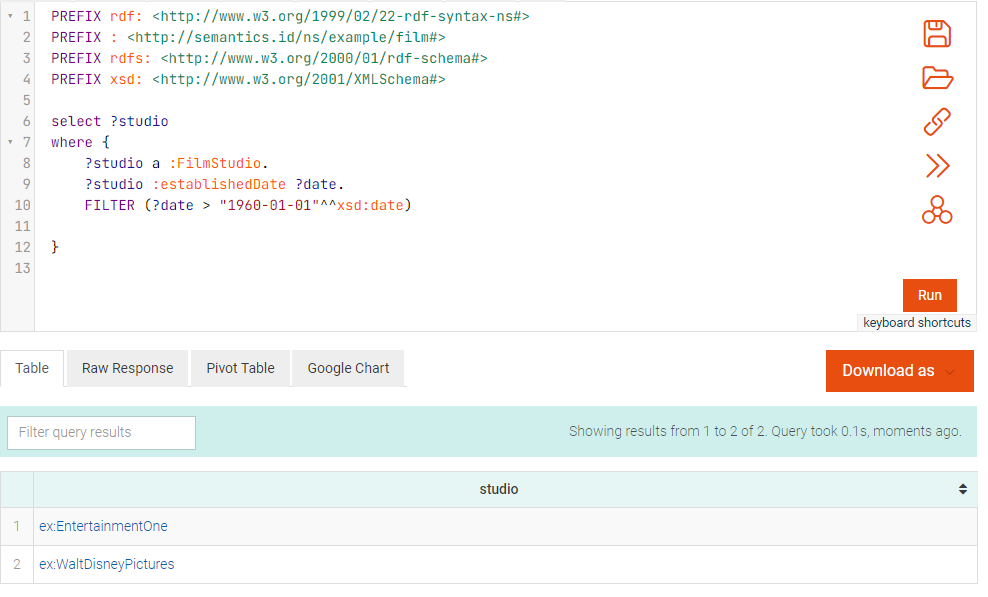 1 PREFIX rdf: <http://www.w3.org/1999/02/22-rdf-syntax-ns#>
2 PREFIX : <http://semantics.id/ns/example/film#>
3 PREFIX rdfs: <http://www.w3.org/2000/01/rdf-schema#>
4 PREFIX xsd: <http://www.w3.org/2001/XMLSchema#>
5
6 select ?studio
7 where {
8     ?studio a :FilmStudio.
9     ?studio :establishedDate ?date.
10     FILTER (?date > "1960-01-01"^^xsd:date)
11
12 }
13
Run
keyboard shortcuts
Table Raw Response Pivot Table Google Chart Download as
Filter query results Showing results from 1 to 2 of 2. Query took 0.1s, moments ago.
studio
1 ex:EntertainmentOne
2 ex:WaltDisneyPictures